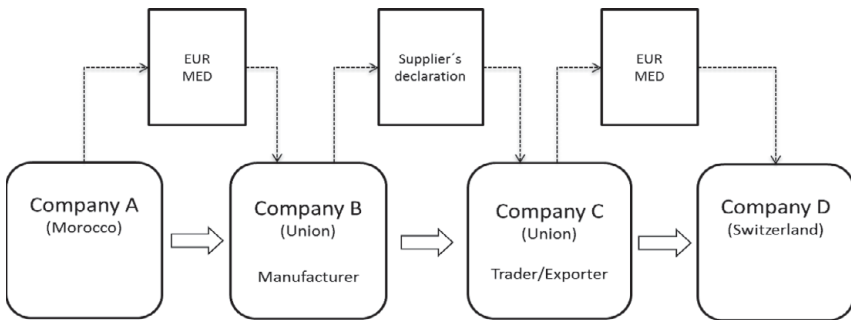 EUR
MED
Supplier´s
declaration
EUR
MED
Company A
(Morocco)
Company B
(Union)
Manufacturer
Company C
(Union)
Trader/Exporter
Company D
(Switzerland)